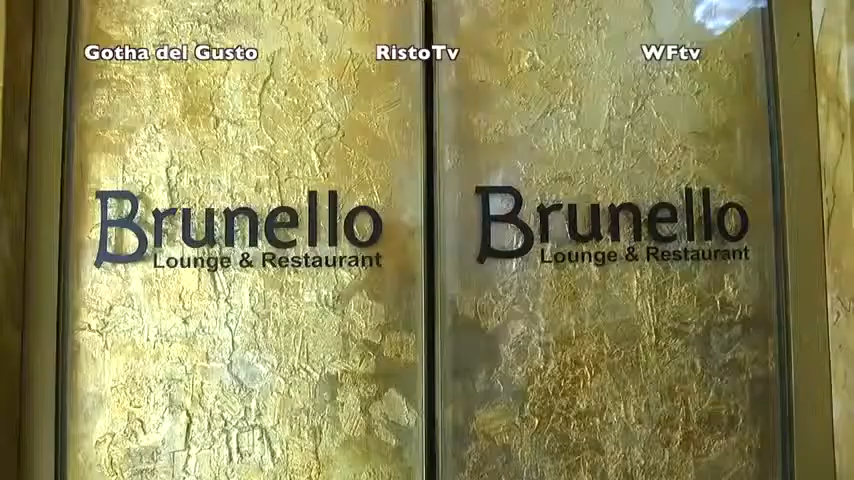 Gotha del Gusto RistoTv WFtv
Brunello
Lounge & Restaurant
Brunello
Lounge & Restaurant